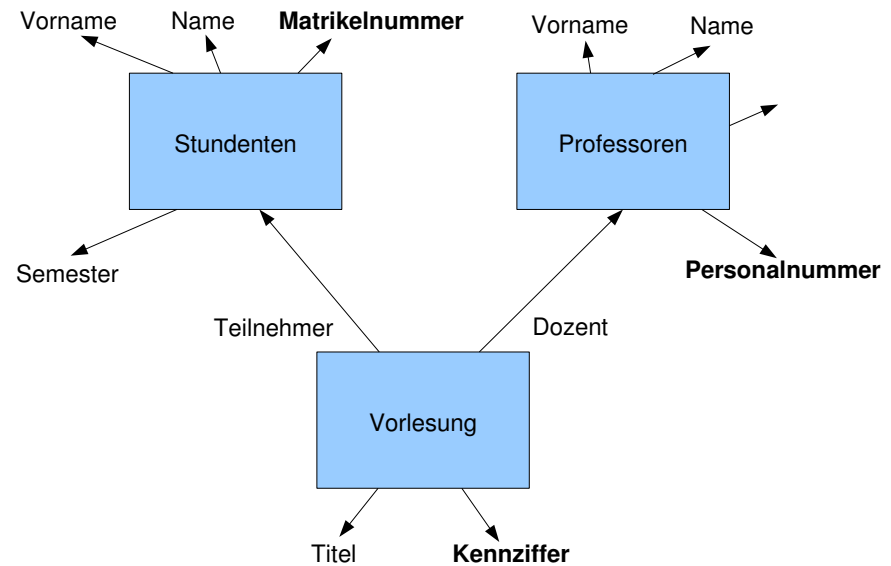 Vorname
Name
Matrikelnummer
Vorname
Name
Stundenten
Professoren
Semester
Personalnummer
Teilnehmer
Dozent
Vorlesung
Titel
Kennziffer